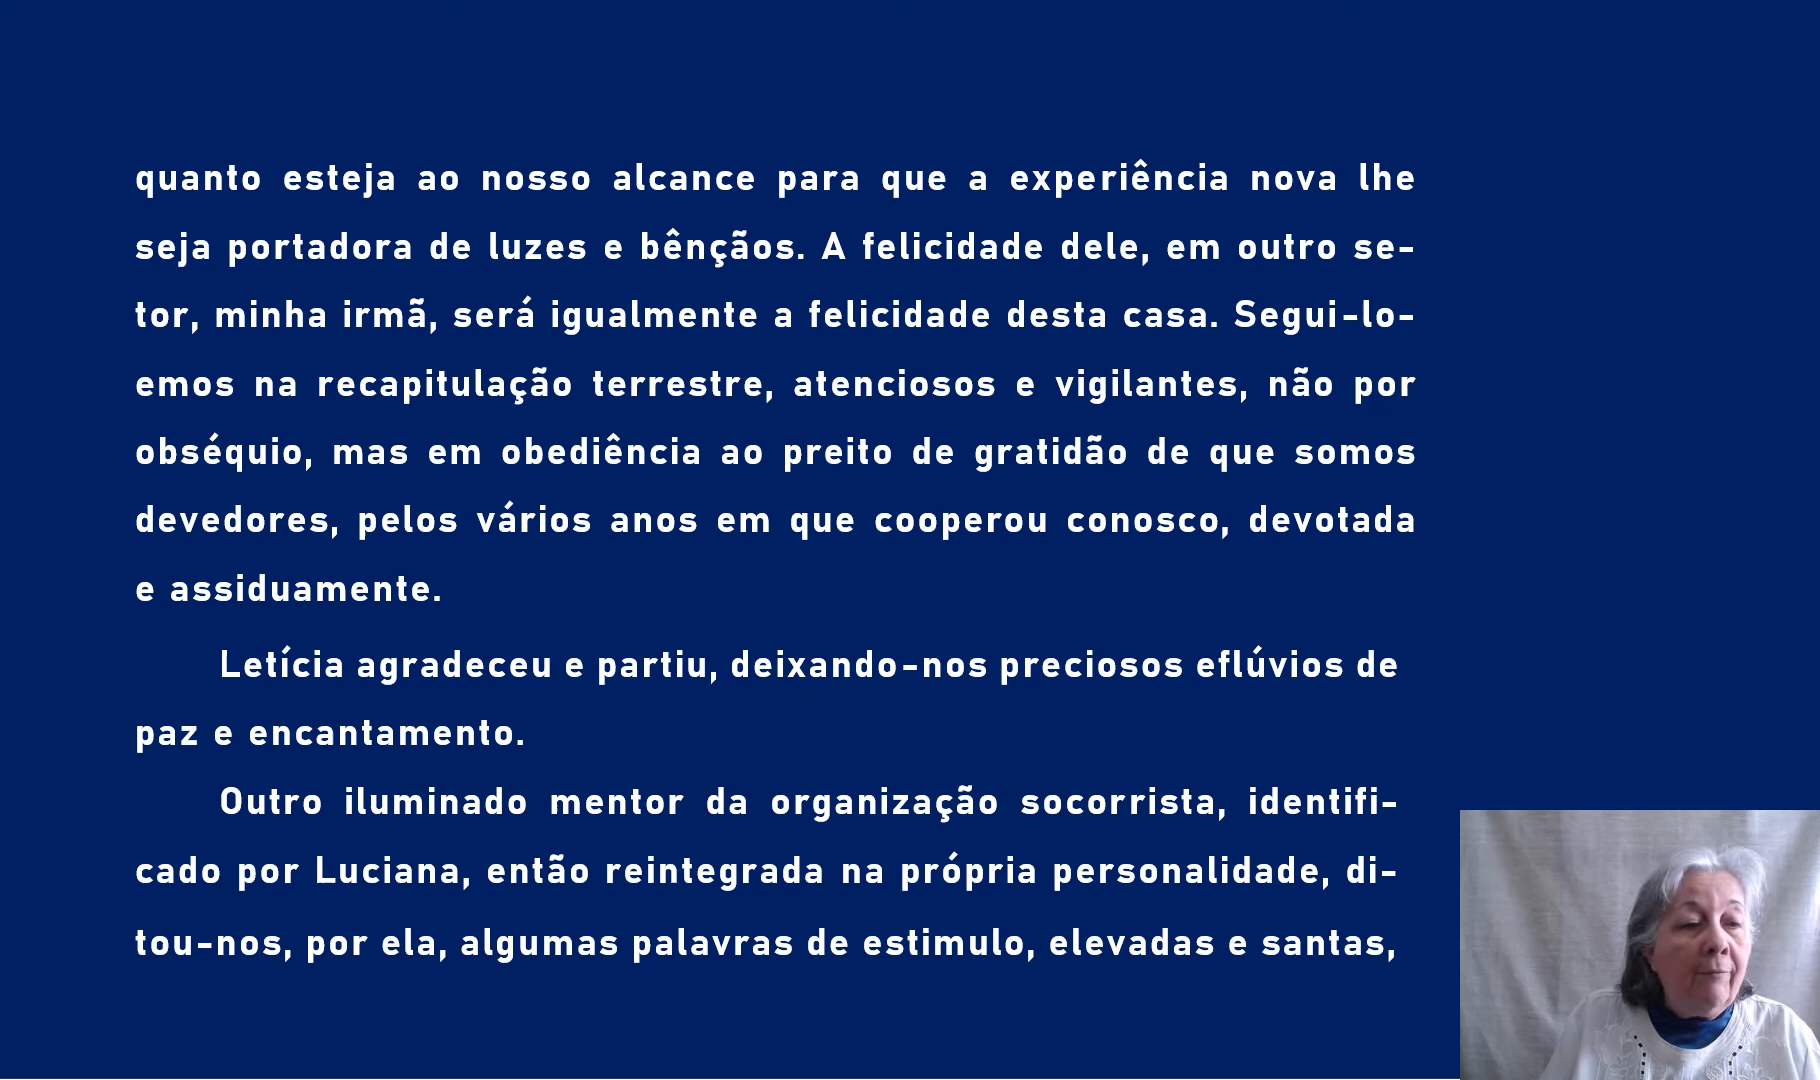 quanto esteja ao nosso alcance para que a experiência nova lhe
seja portadora de luzes e bênçãos. A felicidade dele, em outro se-
tor, minha irmã, será igualmente a felicidade desta casa. Segui-lo-
emos na recapitulação terrestre, atenciosos e vigilantes, não por
obséquio, mas em obediência ao preito de gratidão de que somos
devedores, pelos vários anos em que cooperou conosco, devotada
e assiduamente.
Letícia agradeceu e partiu, deixando-nos preciosos eflúvios de
paz e encantamento.
Outro iluminado mentor da organização socorrista, identifi-
cado por Luciana, então reintegrada na própria personalidade, di-
tou-nos, por ela, algumas palavras de estimulo, elevadas e santas,